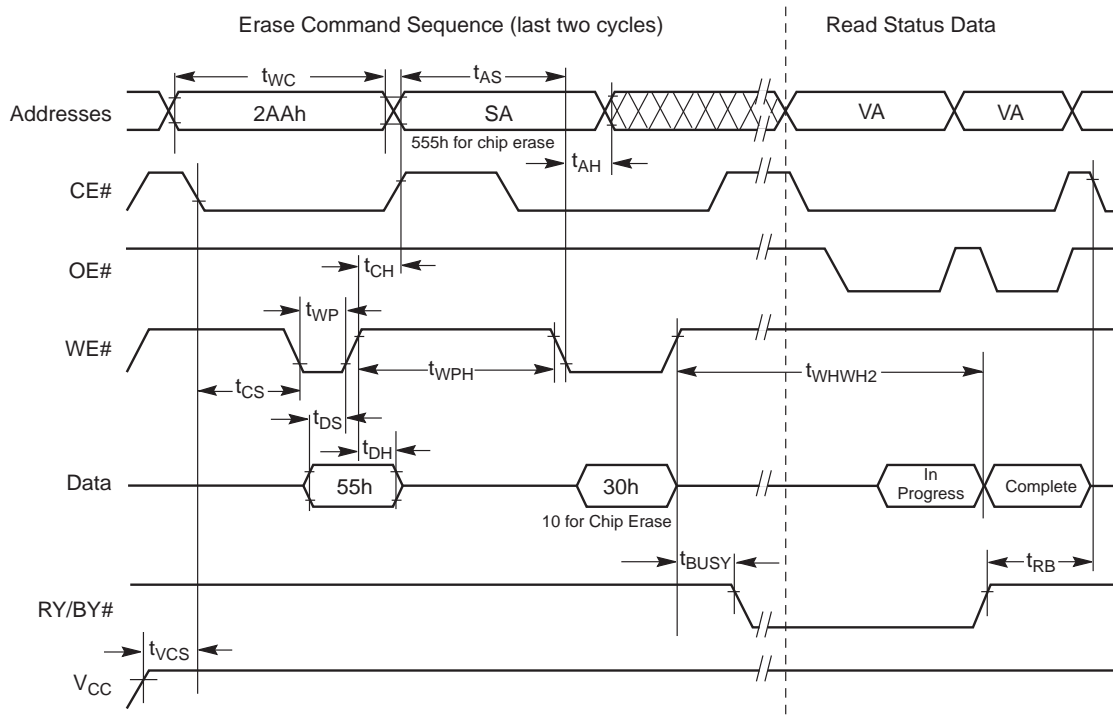 Erase Command Sequence (last two cycles)
Read Status Data
tWC
tAS
Addresses
2AAh
SA
VA
VA
555h for chip erase
tAH
CE#
OE#
tCH
tWP
WE#
tWPH
tWHWH2
tCS
tDS
tDH
Data
55h
30h
In
Progress
Complete
10 for Chip Erase
tBUSY
tRB
RY/BY#
tVCS
VCC